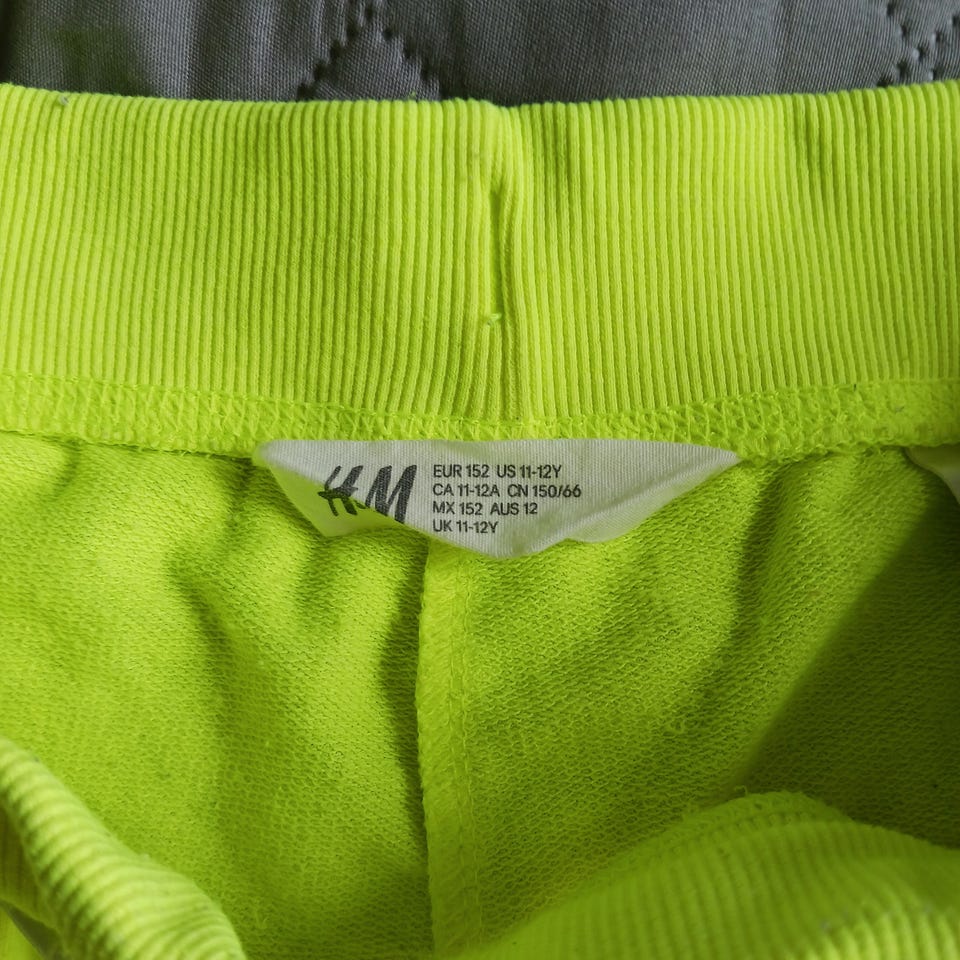 H&M
EUR 152 US 11-12Y
CA 11-12A CN 150/66
MX 152 AUS 12
UK 11-12Y